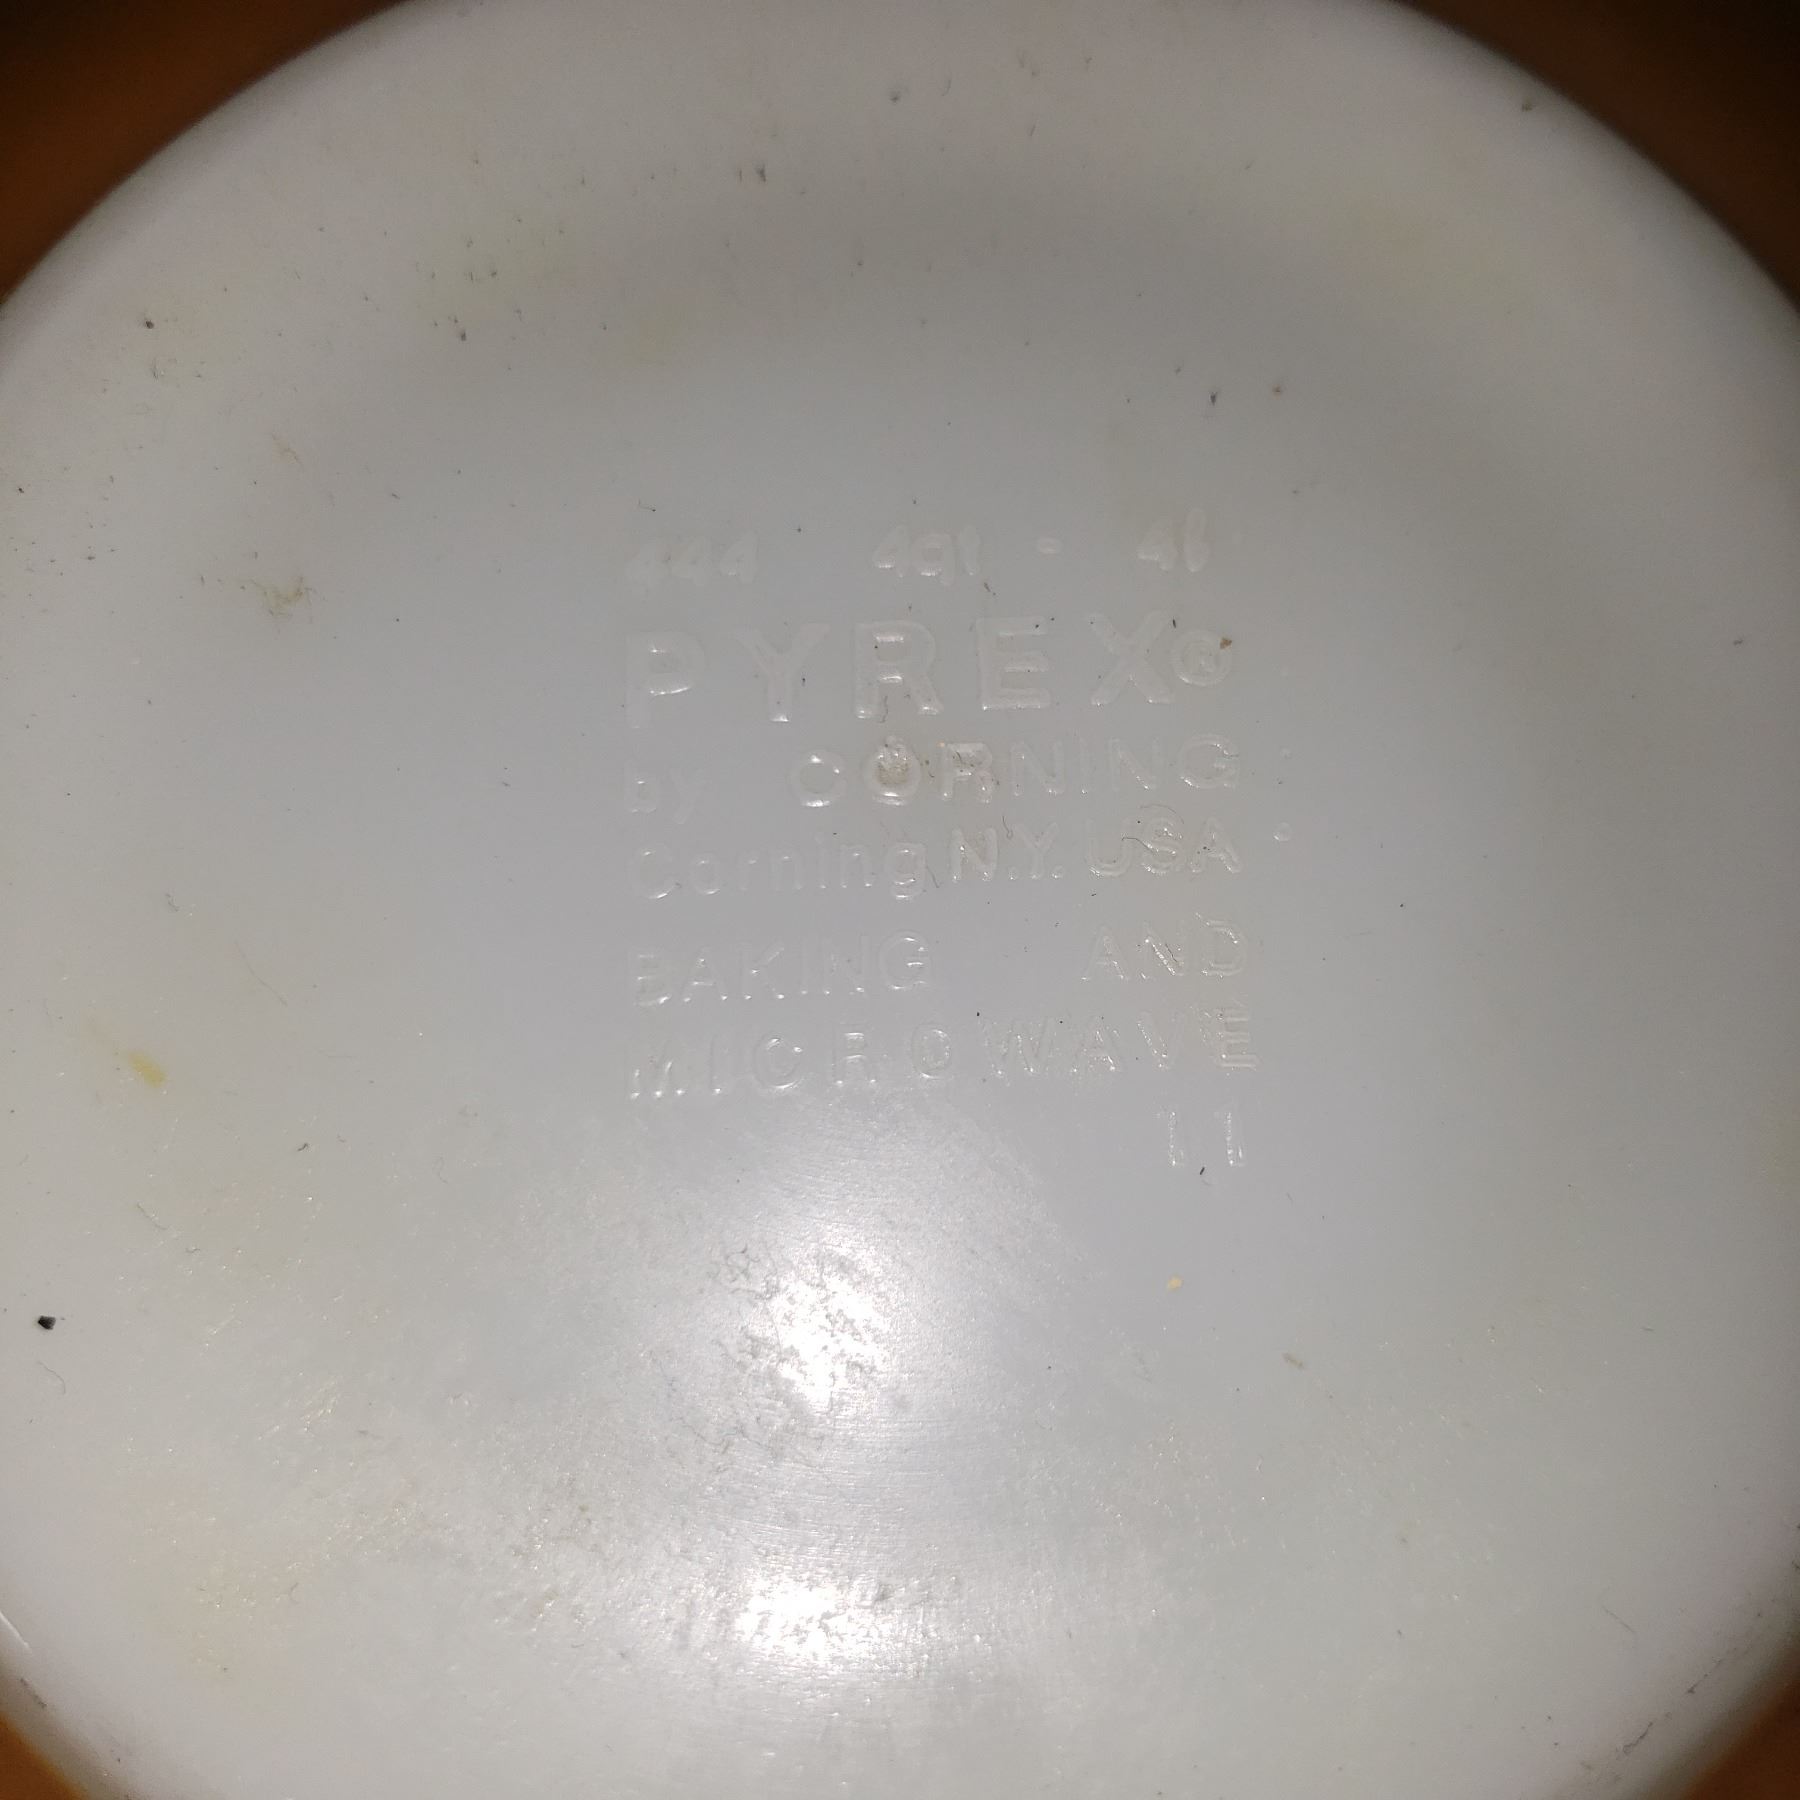 444 4qt · 4l
PYREX®
by CORNING
Corning N.Y. USA
BAKING AND
MICROWAVE
11